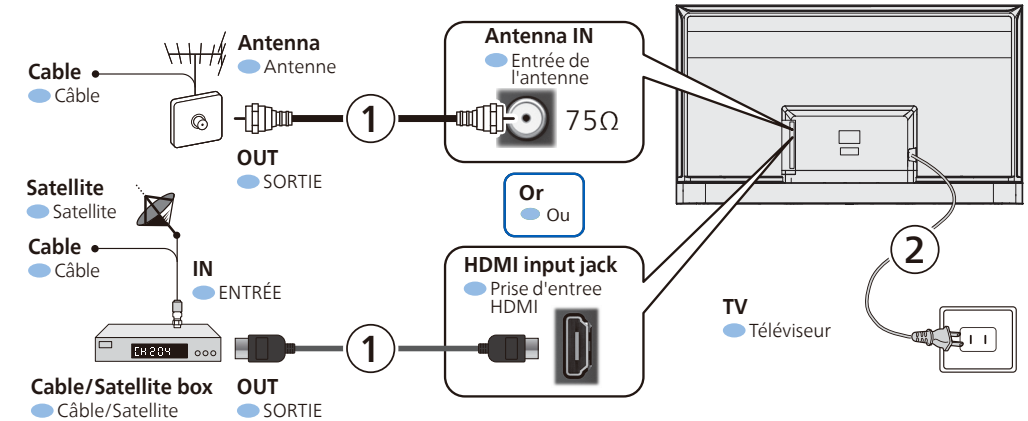 Antenna
Antenne
Cable
Câble
OUT
SORTIE
1
Antenna IN
Entrée de
l'antenne
75Ω
Or
Ou
Satellite
Satellite
Cable
Câble
IN
ENTRÉE
CH204
Cable/Satellite box
Câble/Satellite
OUT
SORTIE
1
HDMI input jack
Prise d'entree
HDMI
TV
Téléviseur
2